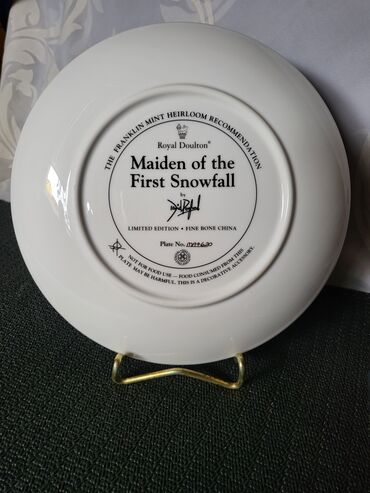 THE FRANKLIN MINT HEIRLOOM RECOMMENDATION
Royal Doulton®
Maiden of the
First Snowfall
by
LIMITED EDITION • FINE BONE CHINA
Plate No.
NOT FOR FOOD USE — FOOD CONSUMED FROM THIS
PLATE MAY BE HARMFUL. THIS IS A DECORATIVE ACCESSORY.